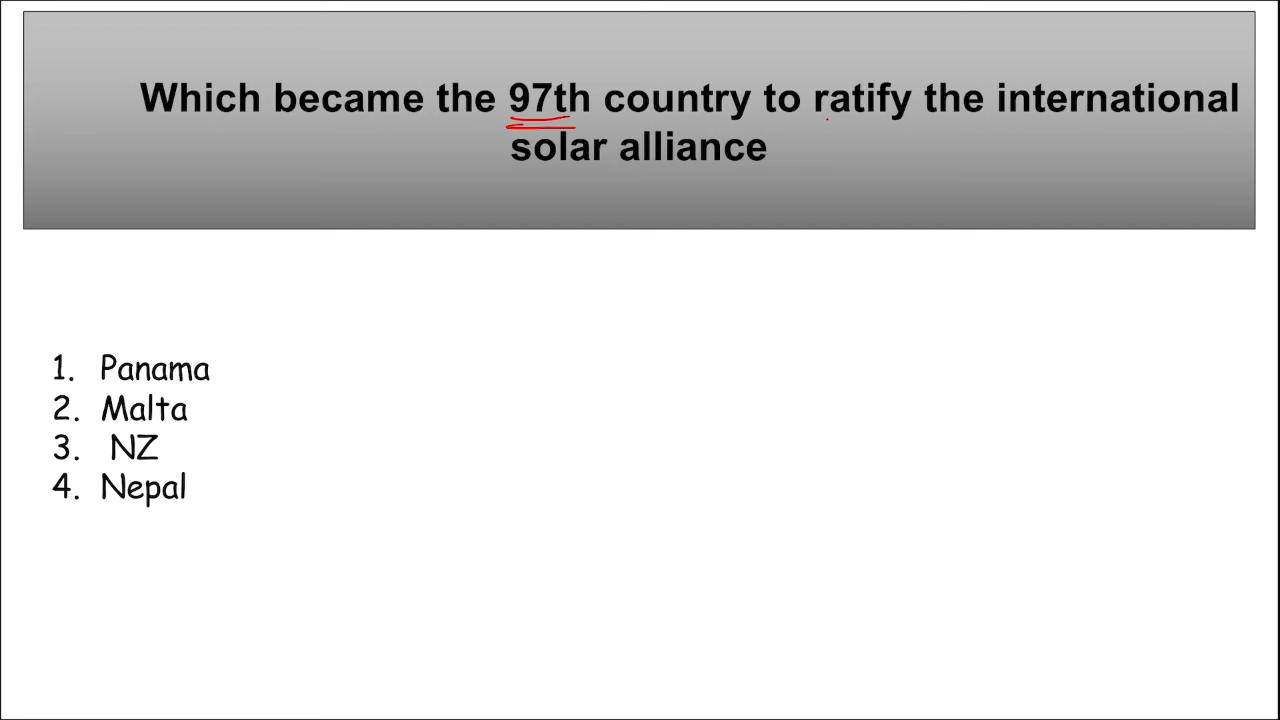 Which became the 97th country to ratify the international
solar alliance
1. Panama
2. Malta
3. NZ
4. Nepal